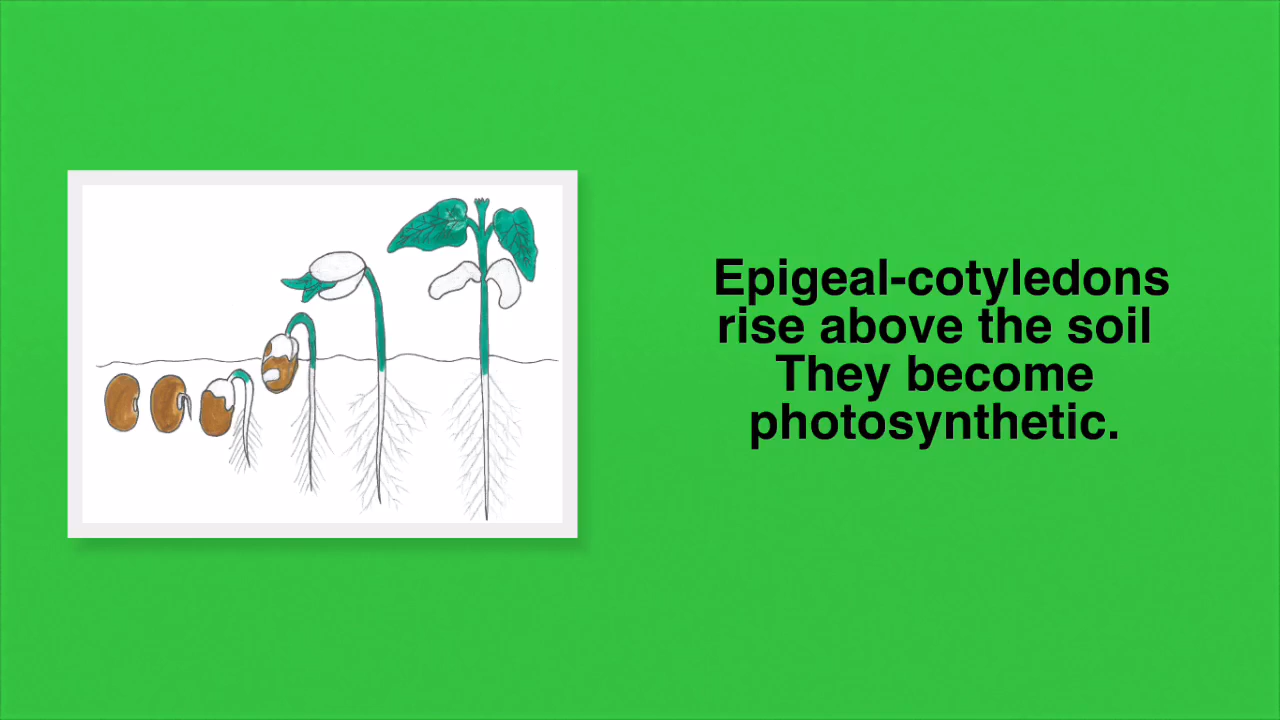 Epigeal-cotyledons
rise above the soil
They become
photosynthetic.